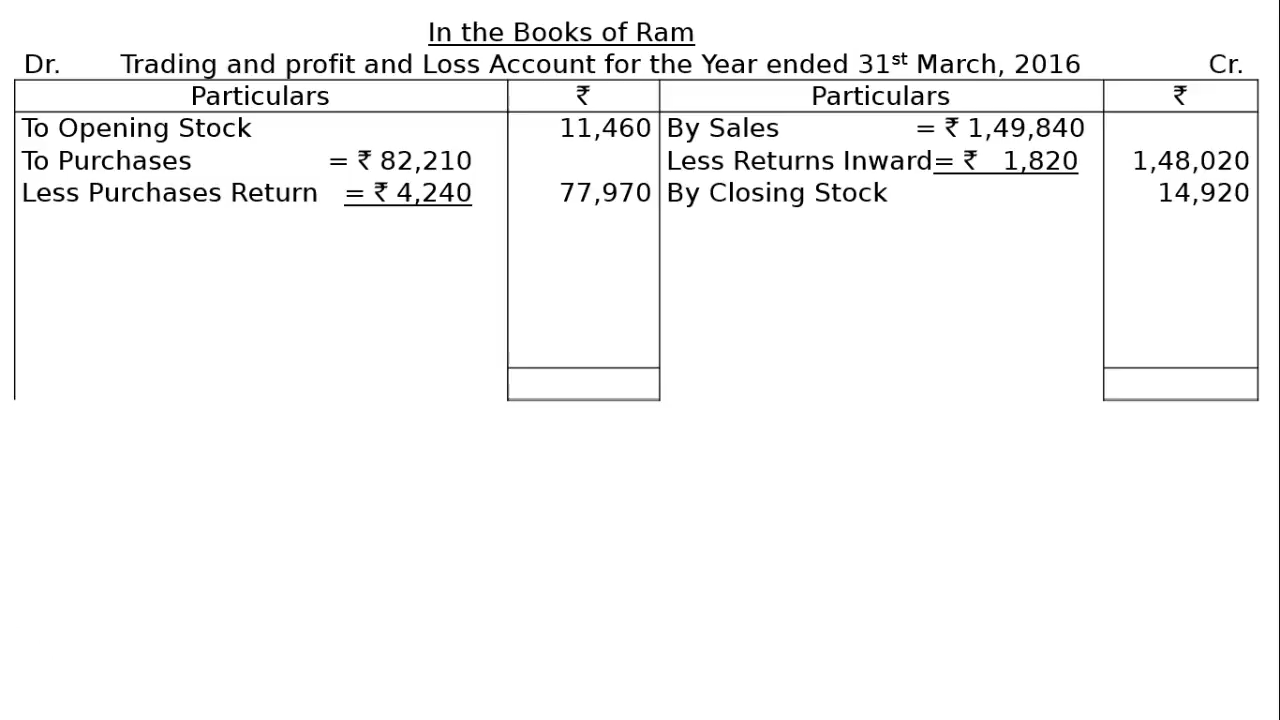 In the Books of Ram
Dr. Trading and profit and Loss Account for the Year ended 31st March, 2016 Cr.
Particulars ₹ Particulars ₹
To Opening Stock 11,460 By Sales = ₹ 1,49,840
To Purchases = ₹ 82,210 Less Returns Inward= ₹ 1,820 1,48,020
Less Purchases Return = ₹ 4,240 77,970 By Closing Stock 14,920